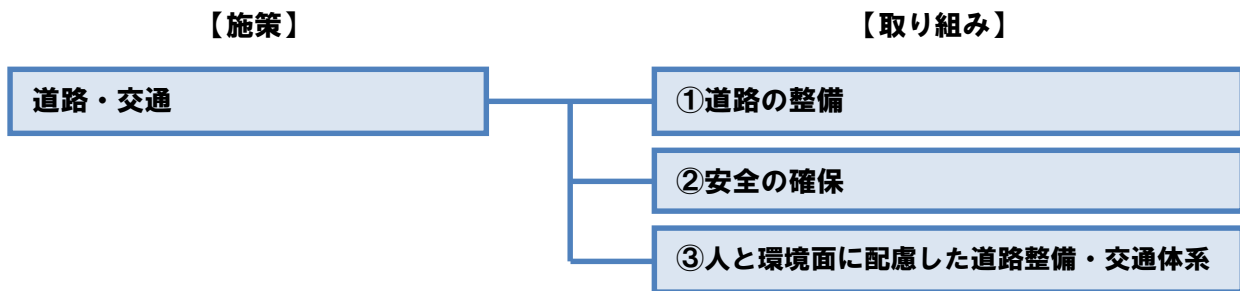 【施策】
【取り組み】
道路・交通
①道路の整備
②安全の確保
③人と環境面に配慮した道路整備・交通体系